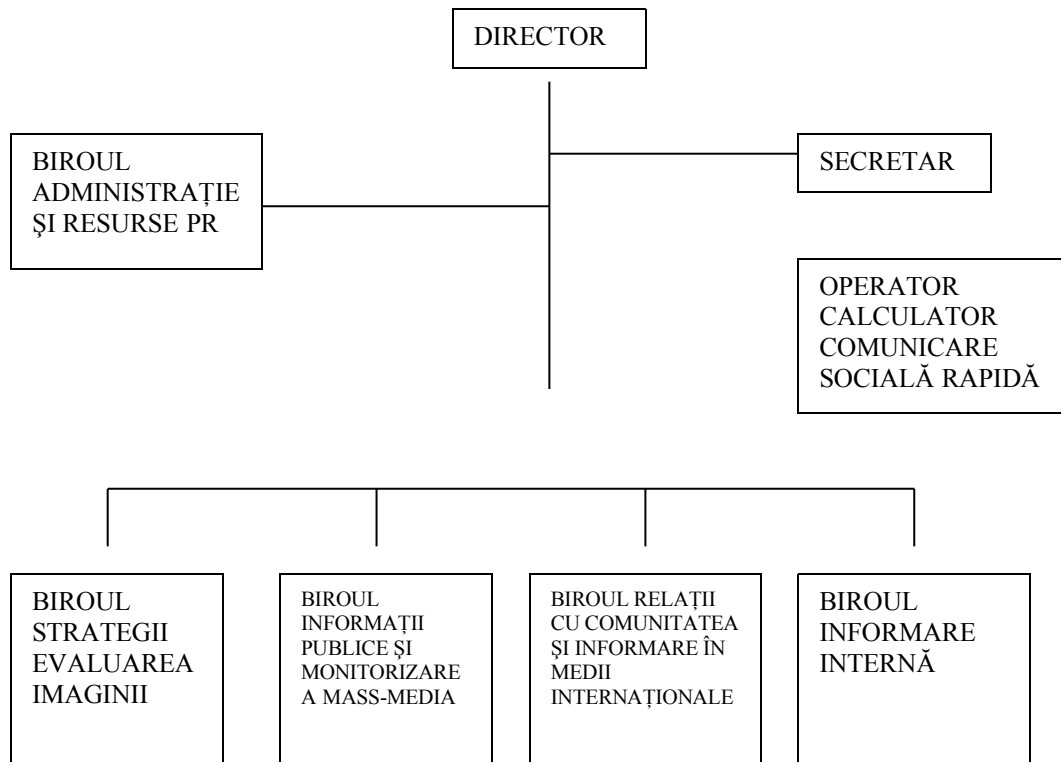 DIRECTOR
BIROUL
ADMINISTRAȚIE
ŞI RESURSE PR
SECRETAR
OPERATOR
CALCULATOR
COMUNICARE
SOCIALĂ RAPIDĂ
BIROUL
STRATEGII
EVALUAREA
IMAGINII
BIROUL
INFORMAȚII
PUBLICE ȘI
MONITORIZARE
A MASS-MEDIA
BIROUL RELAȚII
CU COMUNITATEA
ȘI INFORMARE ÎN
MEDII
INTERNAȚIONALE
BIROUL
INFORMARE
INTERNĂ